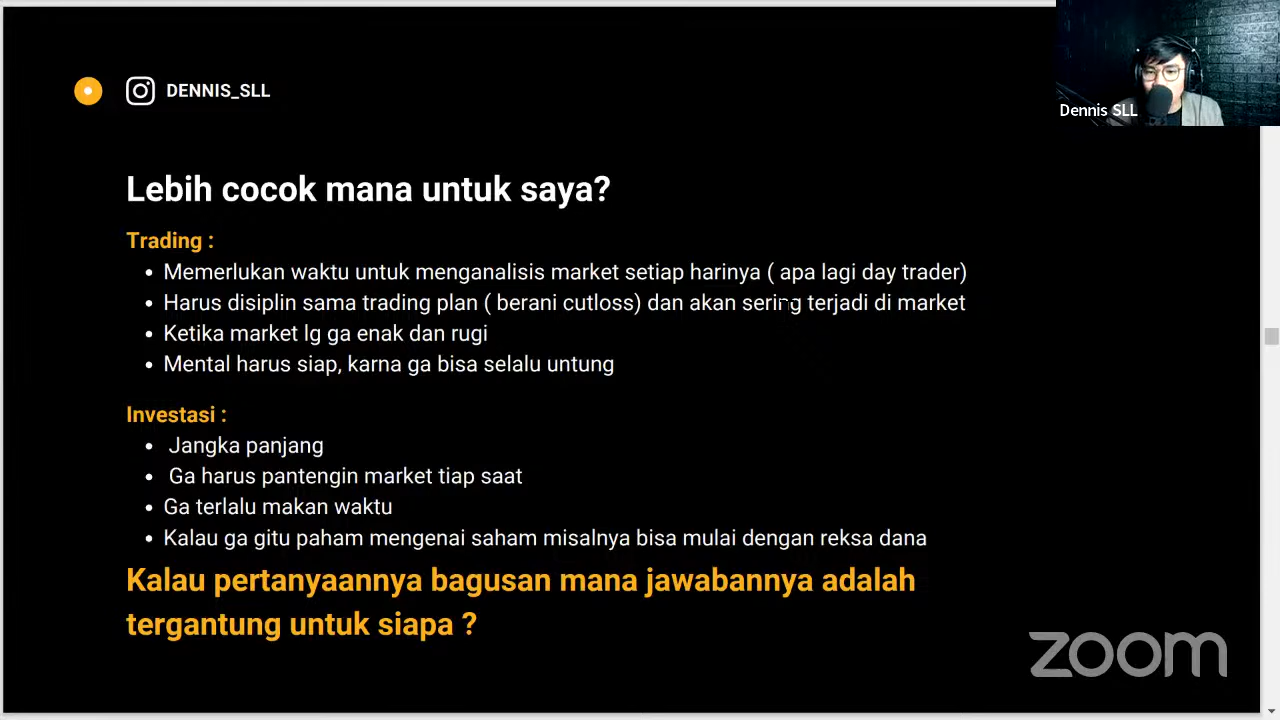 DENNIS_SLL
Dennis SLL
Lebih cocok mana untuk saya?
Trading :
• Memerlukan waktu untuk menganalisis market setiap harinya ( apa lagi day trader)
• Harus disiplin sama trading plan ( berani cutloss) dan akan sering terjadi di market
• Ketika market lg ga enak dan rugi
• Mental harus siap, karna ga bisa selalu untung
Investasi :
• Jangka panjang
• Ga harus pantengin market tiap saat
• Ga terlalu makan waktu
• Kalau ga gitu paham mengenai saham misalnya bisa mulai dengan reksa dana
Kalau pertanyaannya bagusan mana jawabannya adalah
tergantung untuk siapa ?
zoom